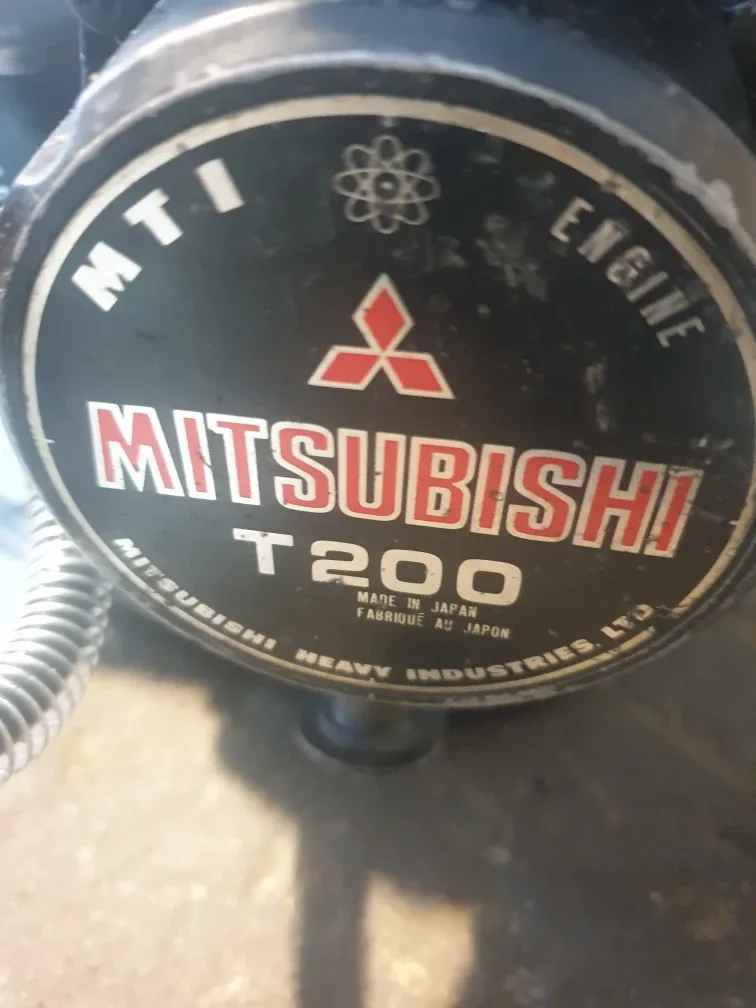 MTI ENGINE
MITSUBISHI
T200
MADE IN JAPAN
FABRIQUE AU JAPON
MITSUBISHI HEAVY INDUSTRIES, LTD